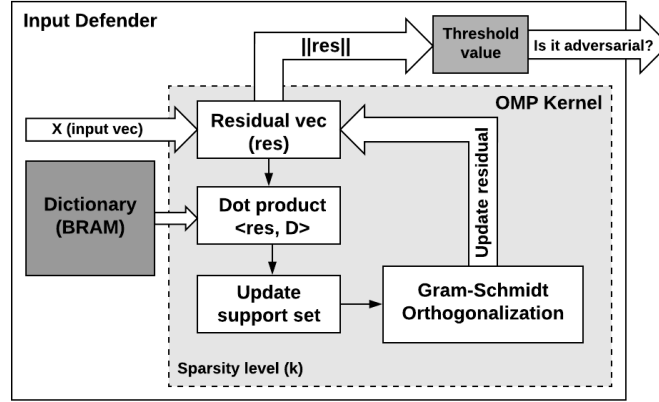 Input Defender
||res||
Threshold
value
Is it adversarial?
OMP Kernel
X (input vec)
Residual vec
(res)
Update residual
Dictionary
(BRAM)
Dot product
<res, D>
Update
support set
Gram-Schmidt
Orthogonalization
Sparsity level (k)